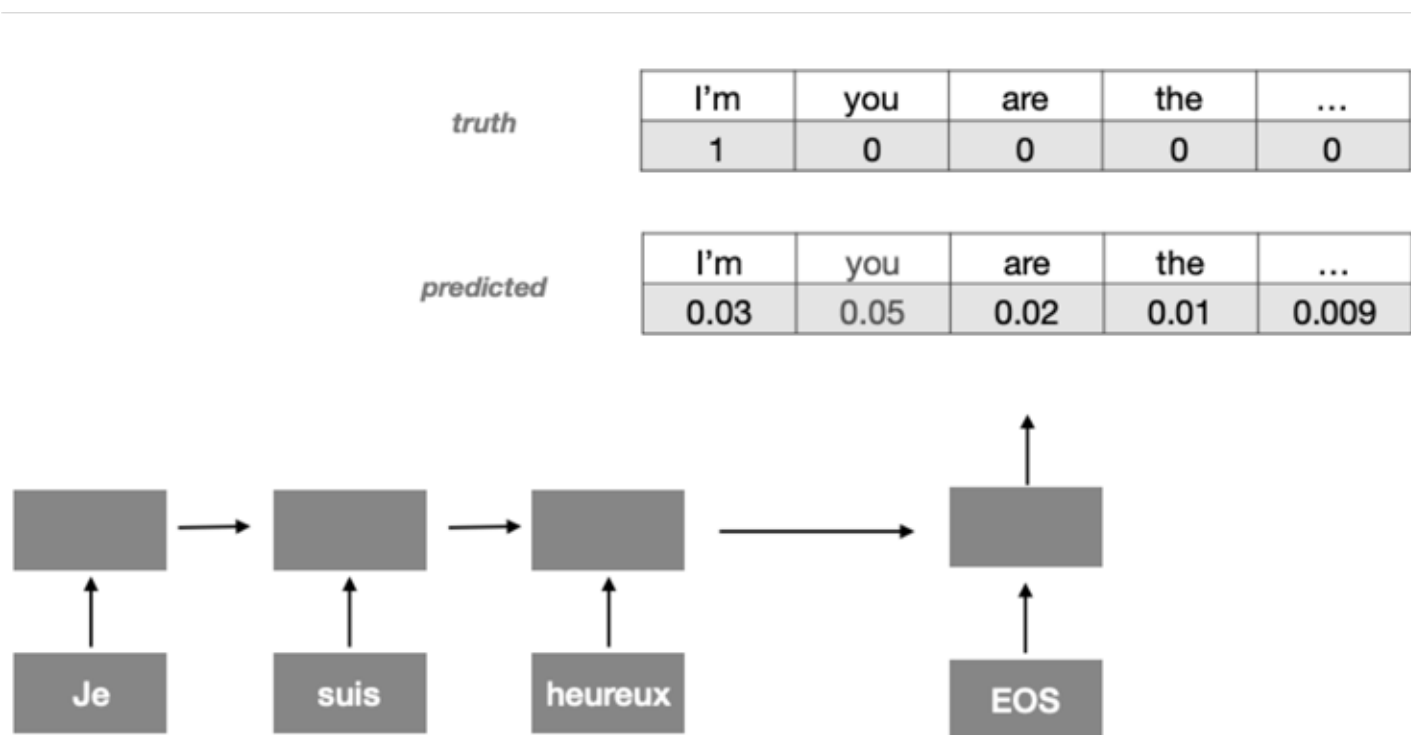 truth
I'm you are the ...
1 0 0 0 0
predicted
I'm you are the ...
0.03 0.05 0.02 0.01 0.009
Je suis heureux EOS